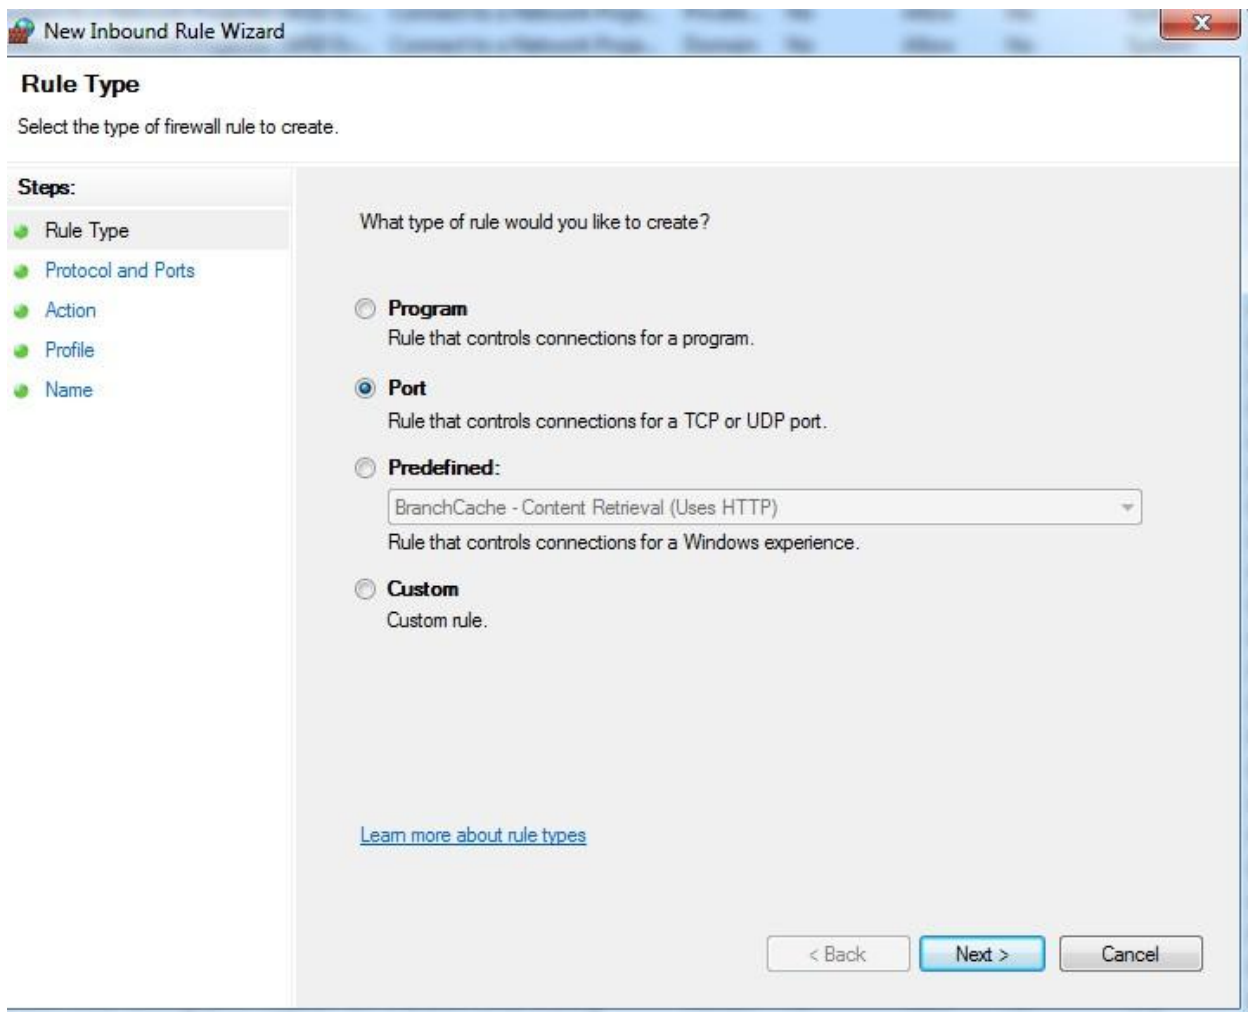 New Inbound Rule Wizard
Rule Type
Select the type of firewall rule to create.
Steps:
Rule Type
Protocol and Ports
Action
Profile
Name
What type of rule would you like to create?
Program
Rule that controls connections for a program.
Port
Rule that controls connections for a TCP or UDP port.
Predefined:
BranchCache - Content Retrieval (Uses HTTP)
Rule that controls connections for a Windows experience.
Custom
Custom rule.
Learn more about rule types
< Back
Next >
Cancel